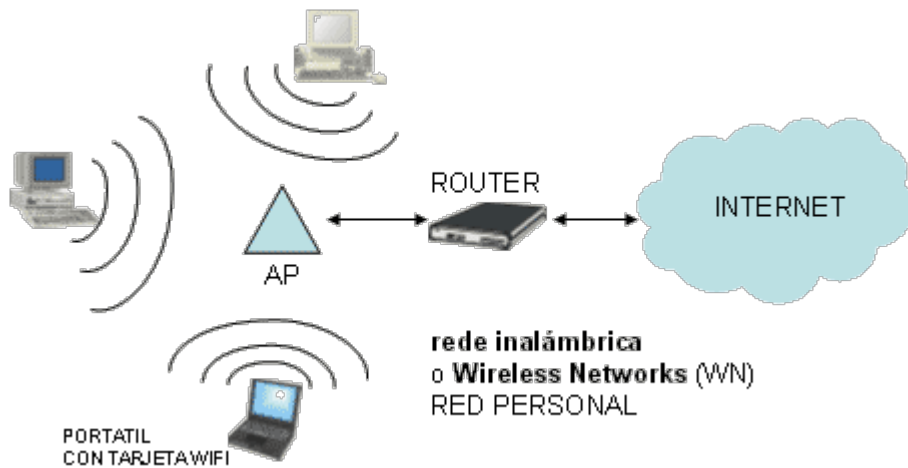 ROUTER
INTERNET
AP
rede inalámbrica
o Wireless Networks (WN)
RED PERSONAL
PORTATIL
CON TARJETA WIFI